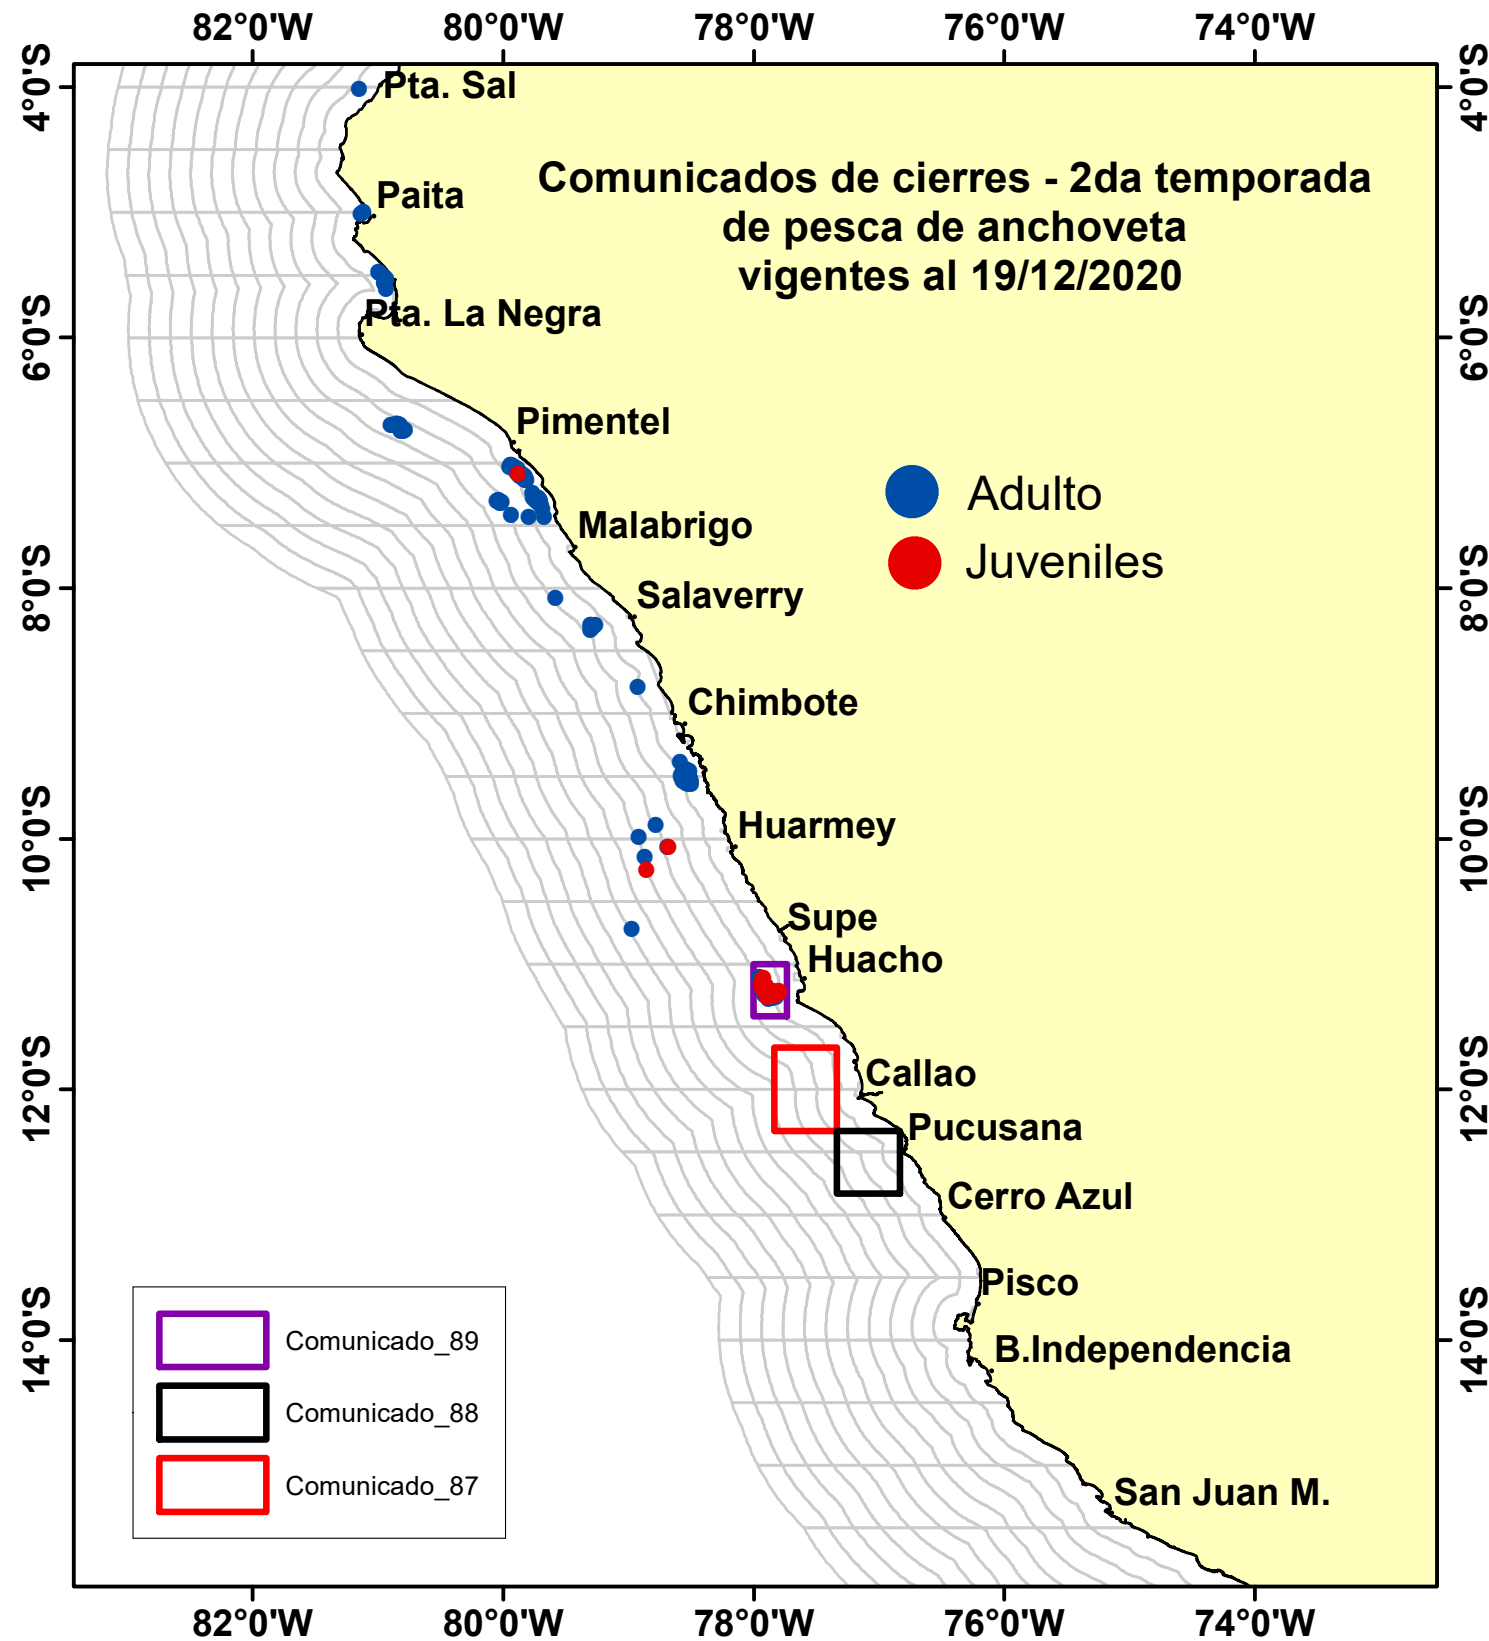 82°0'W 80°0'W 78°0'W 76°0'W 74°0'W
4°0'S
4°0'S
Pta. Sal
Comunicados de cierres - 2da temporada
de pesca de anchoveta
vigentes al 19/12/2020
Paita
Pta. La Negra
6°0'S
6°0'S
Pimentel
Adulto
Malabrigo
Juveniles
8°0'S
8°0'S
Salaverry
Chimbote
Huarmey
10°0'S
10°0'S
Supe
Huacho
Callao
12°0'S
12°0'S
Pucusana
Cerro Azul
Pisco
14°0'S
14°0'S
B.Independencia
Comunicado_89
Comunicado_88
Comunicado_87
San Juan M.
82°0'W 80°0'W 78°0'W 76°0'W 74°0'W